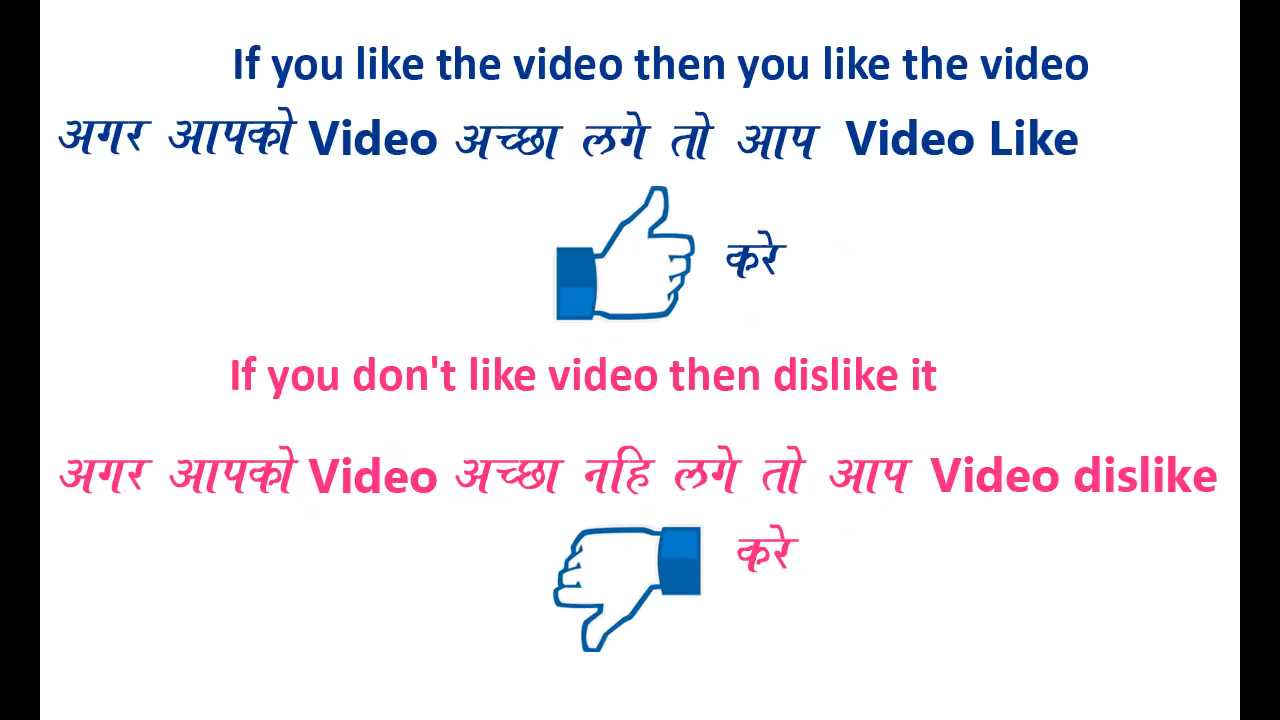 If you like the video then you like the video
अगर आपको Video अच्छा लगे तो आप Video Like
करे
If you don't like video then dislike it
अगर आपको Video अच्छा नहि लगे तो आप Video dislike
करे